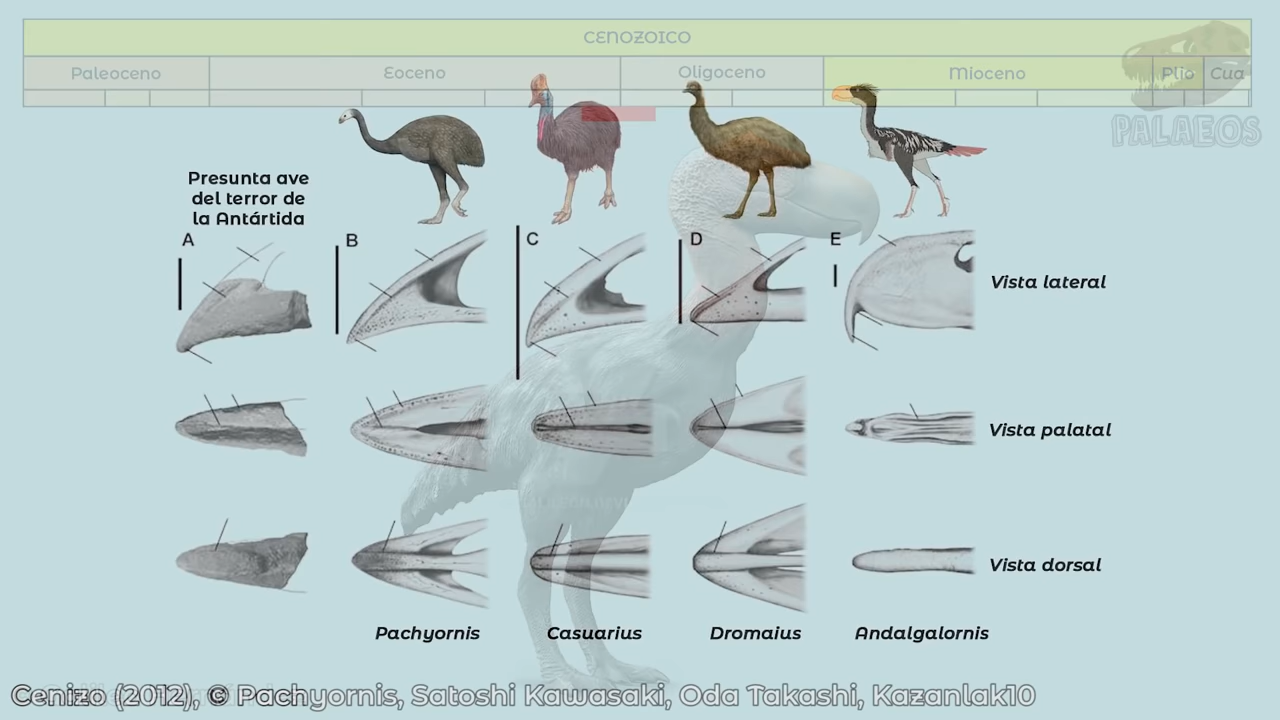 CENOZOICO
Paleoceno
Eoceno
Oligoceno
Mioceno
Plio
Cua
PALAEOS
Presunta ave
del terror de
la Antártida
A
B
C
D
E
Vista lateral
Vista palatal
Vista dorsal
Pachyornis
Casuarius
Dromaius
Andalgalornis
Cenizo (2012), © Pachyornis, Satoshi Kawasaki, Oda Takashi, Kazanlak10